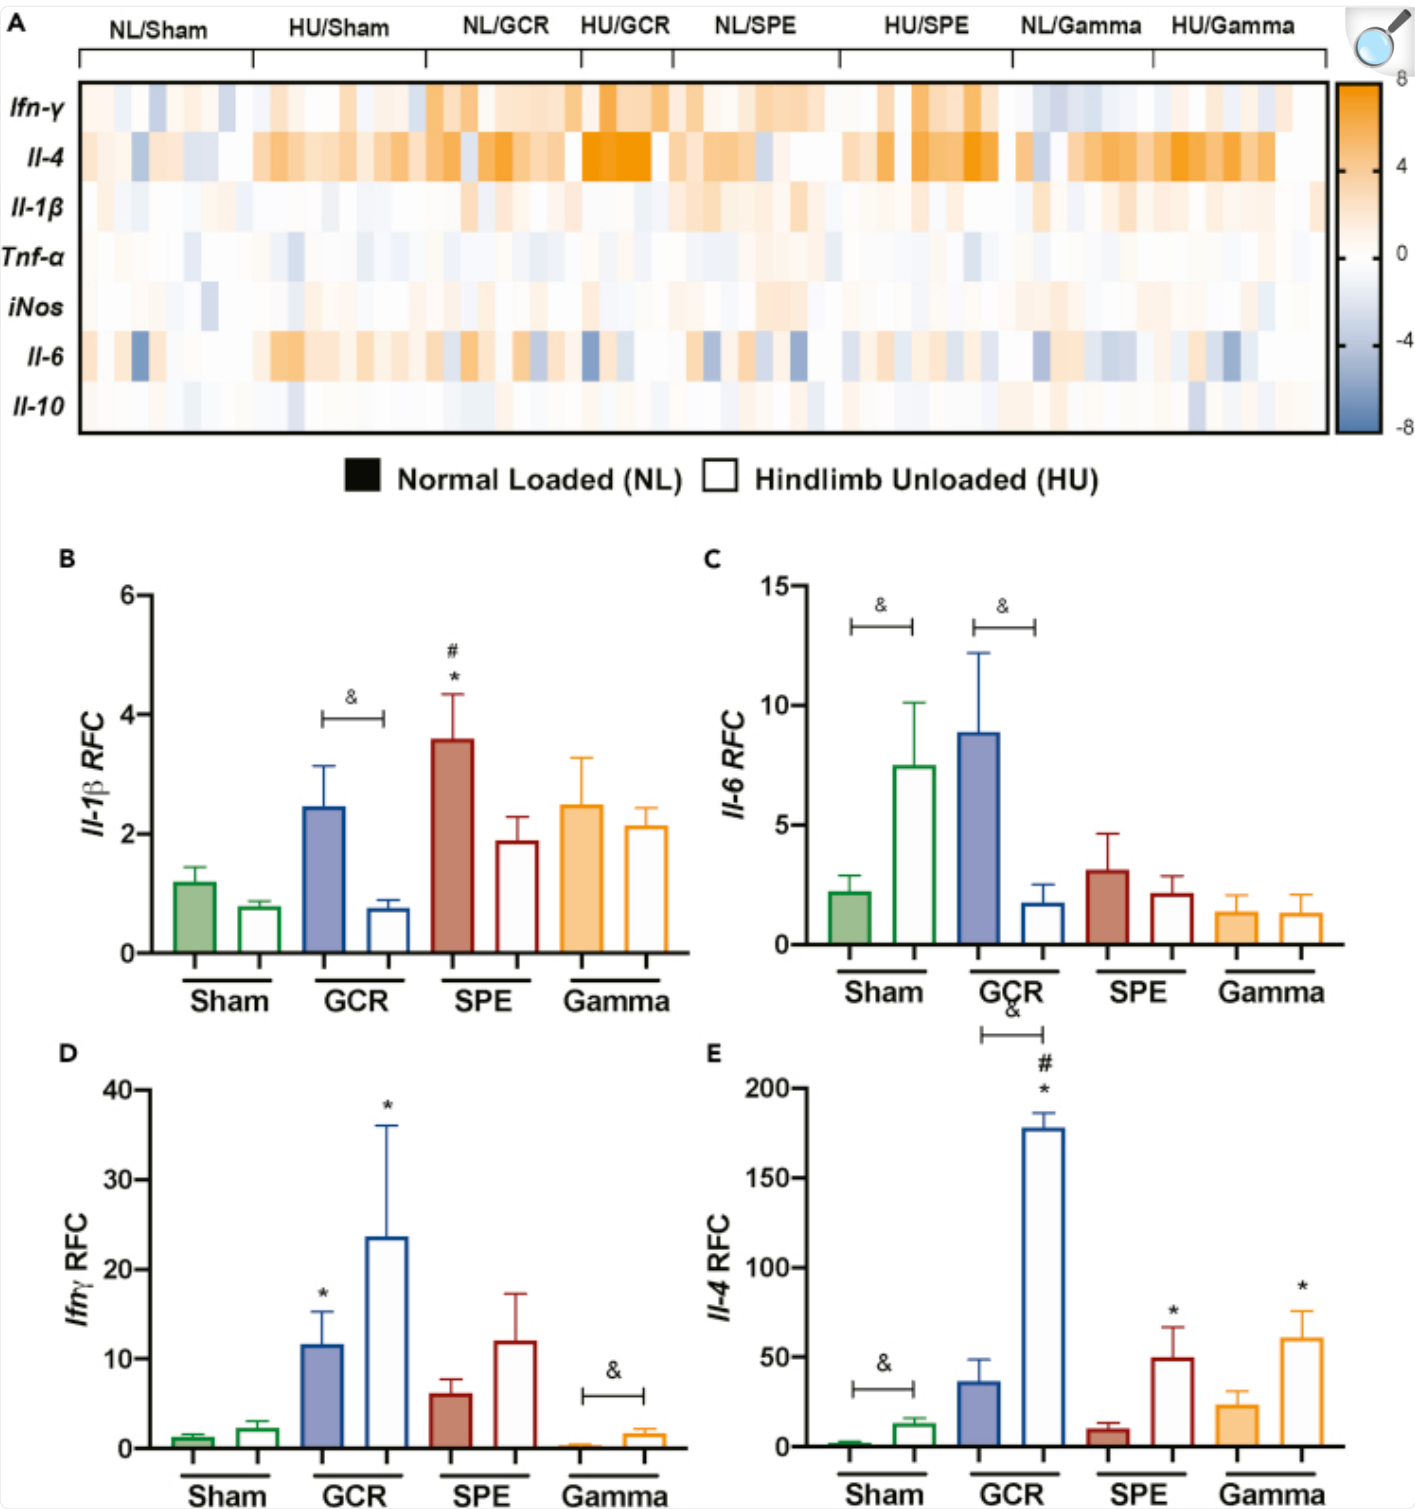 A
NL/Sham HU/Sham NL/GCR HU/GCR NL/SPE HU/SPE NL/Gamma HU/Gamma
Ifn-γ
Il-4
Il-1β
Tnf-α
iNos
Il-6
Il-10
8
4
0
-4
-8
Normal Loaded (NL) Hindlimb Unloaded (HU)
B
Il-1β RFC
6
4
2
0
&
#
*
Sham GCR SPE Gamma
C
Il-6 RFC
15
10
5
0
& &
Sham GCR SPE Gamma
D
Ifnγ RFC
40
30
20
10
0
*
*
&
Sham GCR SPE Gamma
E
Il-4 RFC
200
150
100
50
0
&
#
*
&
*
*
Sham GCR SPE Gamma